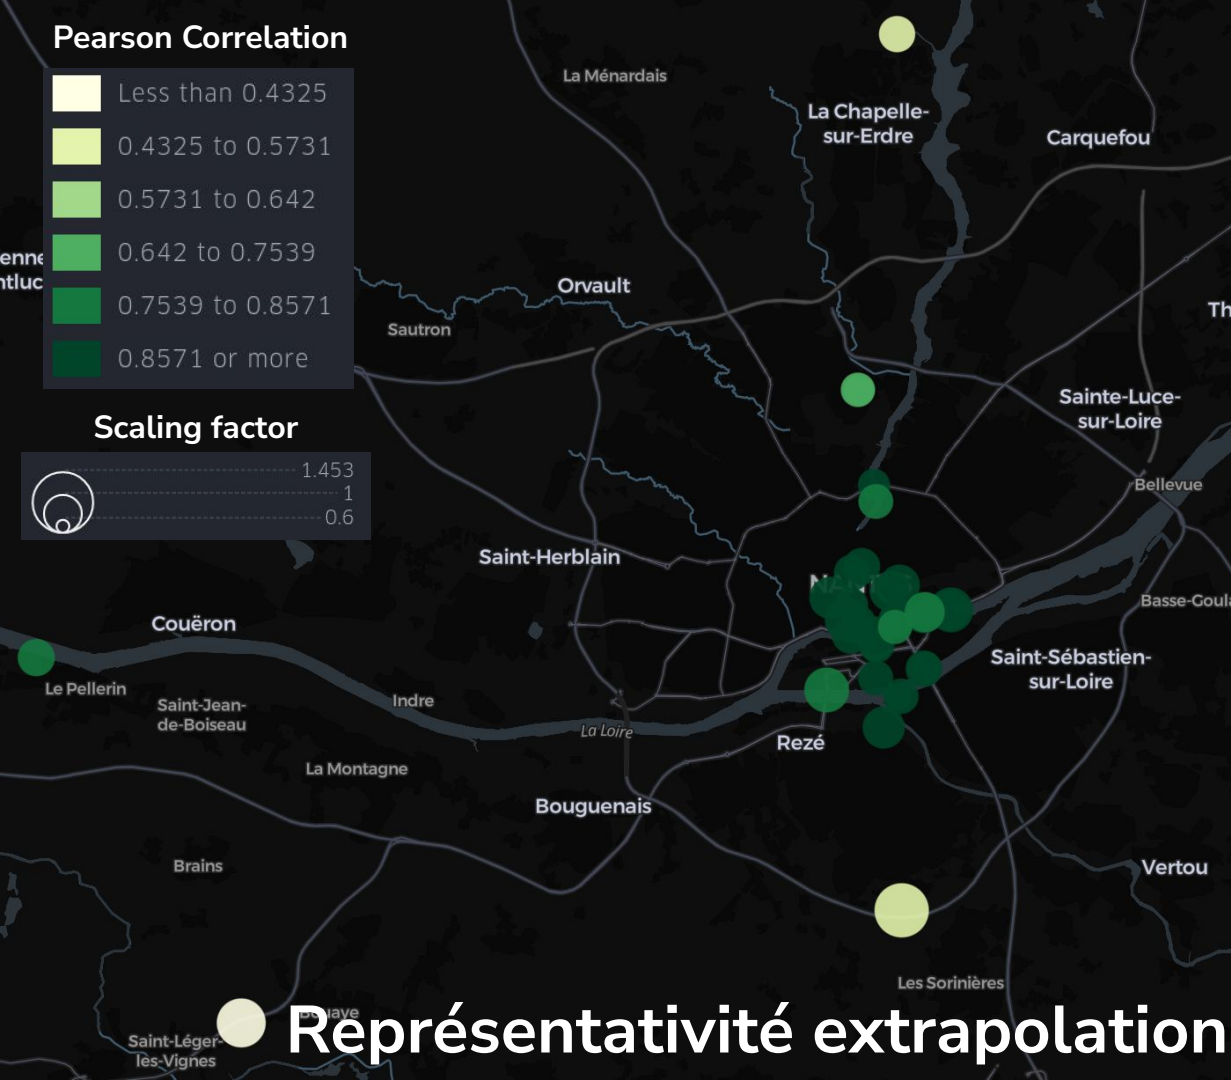 Pearson Correlation
Less than 0.4325
0.4325 to 0.5731
0.5731 to 0.642
0.642 to 0.7539
0.7539 to 0.8571
0.8571 or more
Scaling factor
1.453
1
0.6
La Ménardais
La Chapelle-
sur-Erdre
Carquefou
Orvault
Sautron
Sainte-Luce-
sur-Loire
Bellevue
Saint-Herblain
Basse-Goula
Couëron
Le Pellerin
Saint-Jean-
de-Boiseau
Indre
La Loire
Saint-Sébastien-
sur-Loire
Rezé
La Montagne
Bouguenais
Brains
Vertou
Les Sorinières
Bouaye
Saint-Léger-
les-Vignes
Représentativité extrapolation